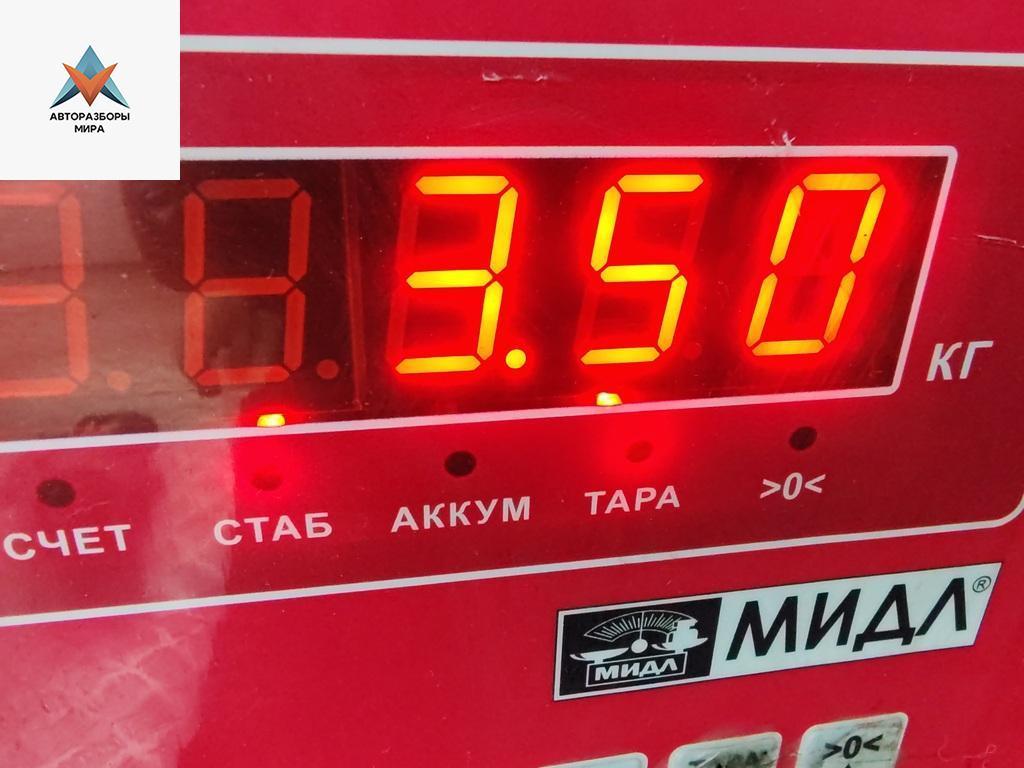 АВТОРАЗБОРЫ
МИРА
3.50
КГ
СЧЕТ
СТАБ
АККУМ
ТАРА
>0<
МИДЛ
МИДЛ®
>0<